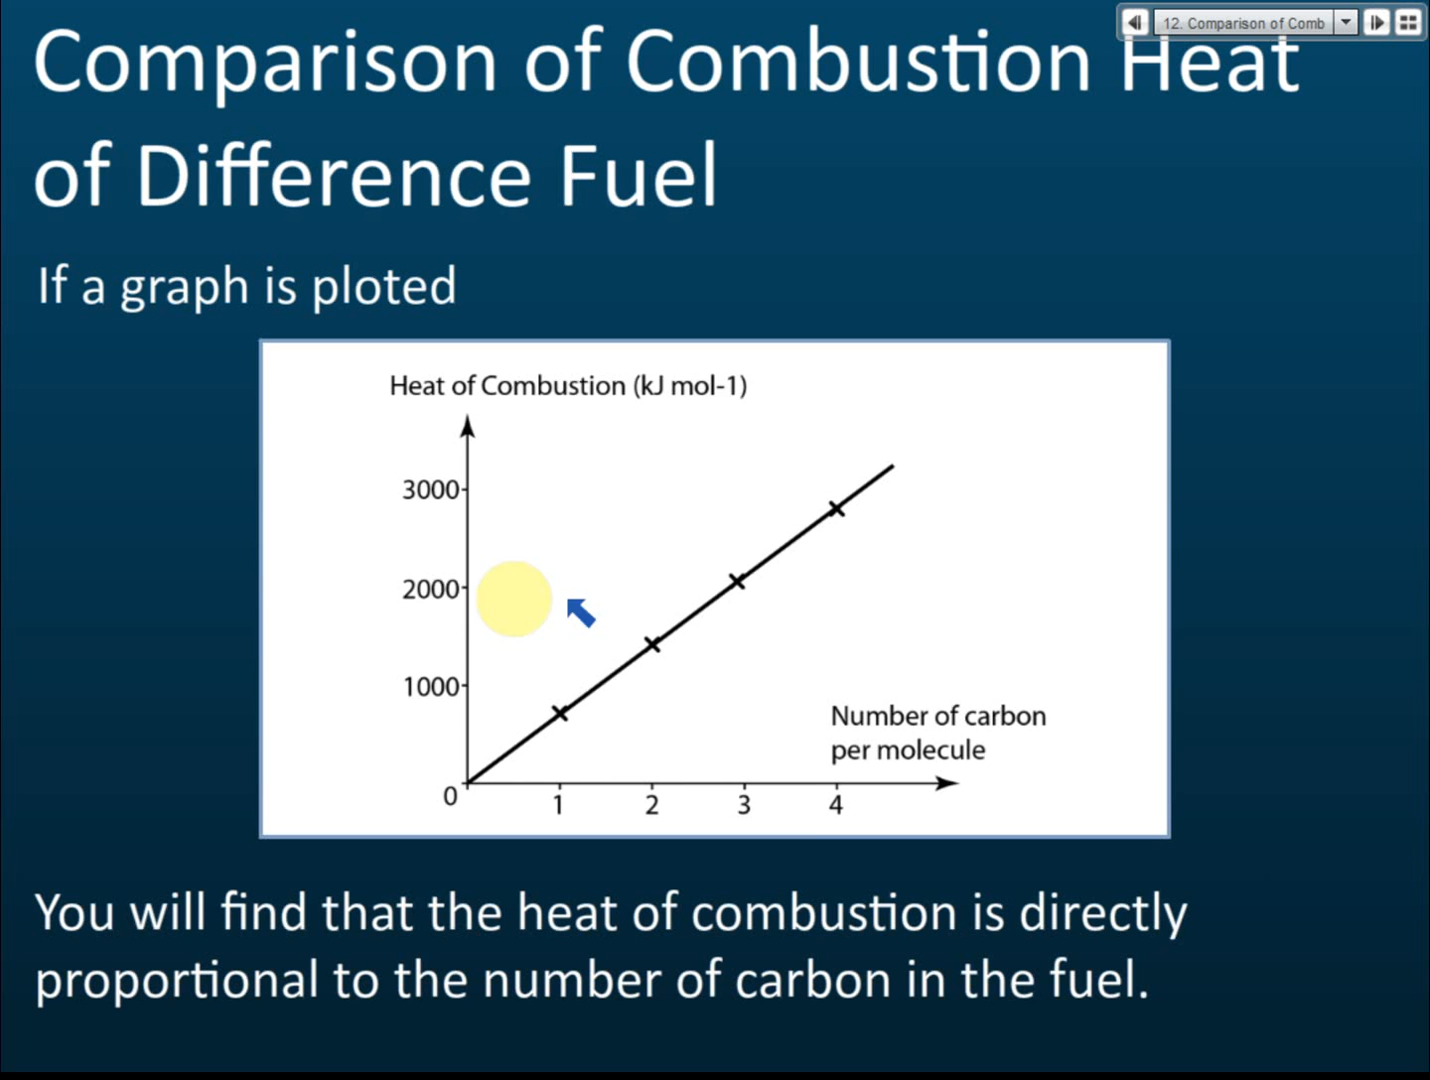 12. Comparison of Comb
Comparison of Combustion Heat
of Difference Fuel
If a graph is ploted
Heat of Combustion (kJ mol-1)
3000
2000
1000
Number of carbon
per molecule
0
1 2 3 4
You will find that the heat of combustion is directly
proportional to the number of carbon in the fuel.